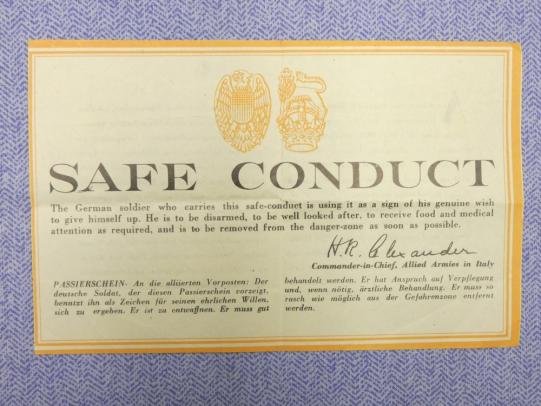 SAFE CONDUCT
The German soldier who carries this safe-conduct is using it as a sign of his genuine wish
to give himself up. He is to be disarmed, to be well looked after, to receive food and medical
attention as required, and is to be removed from the danger-zone as soon as possible.
H.R. Alexander
Commander-in-Chief, Allied Armies in Italy
PASSIERSCHEIN- An die alliierten Vorposten: Der
deutsche Soldat, der diesen Passierschein vorzeigt,
benutzt ihn als Zeichen für seinen ehrlichen Willen,
sich zu ergeben. Er ist zu entwaffnen. Er muss gut
behandelt werden. Er hat Anspruch auf Verpflegung
und, wenn nötig, ärztliche Behandlung. Er muss so
rasch wie möglich aus der Gefahrenzone entfernt
werden.